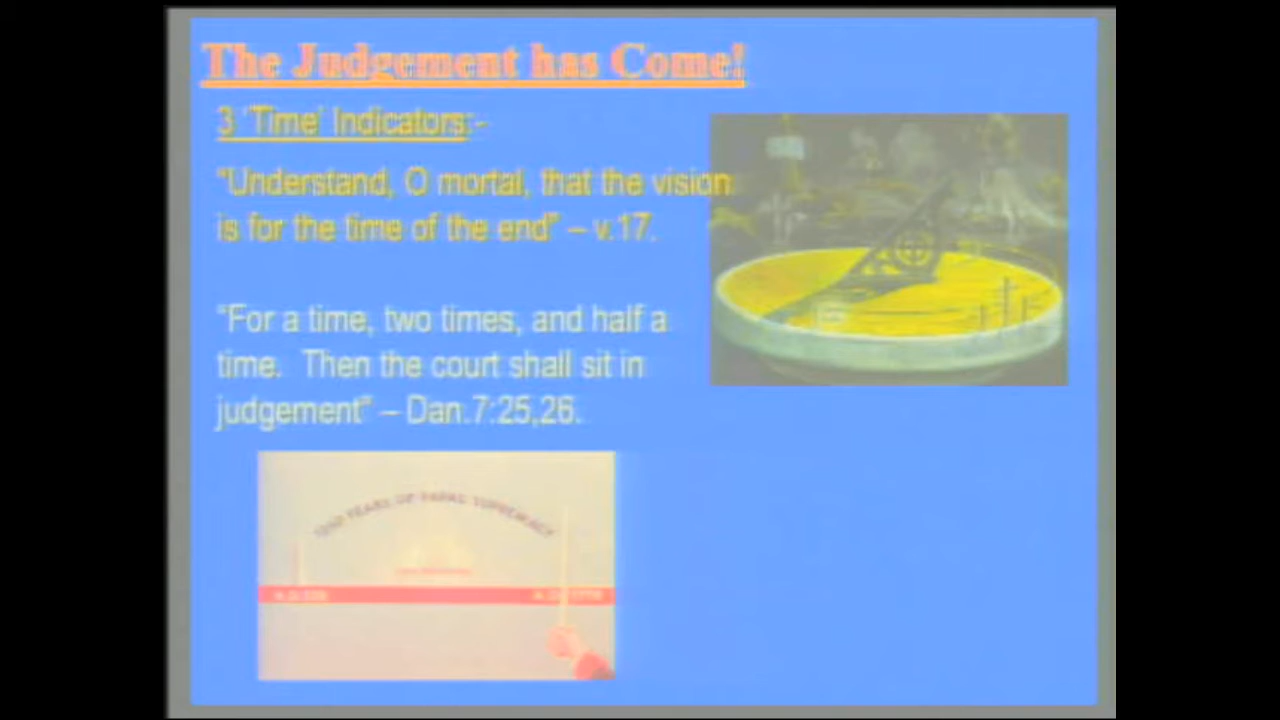 The Judgement has Come!
3 'Time' Indicators:-
"Understand, O mortal, that the vision
is for the time of the end" – v.17.
"For a time, two times, and half a
time. Then the court shall sit in
judgement" – Dan.7:25,26.
1260 YEARS OF PAPAL SUPREMACY
A.D. 538
A.D. 1798